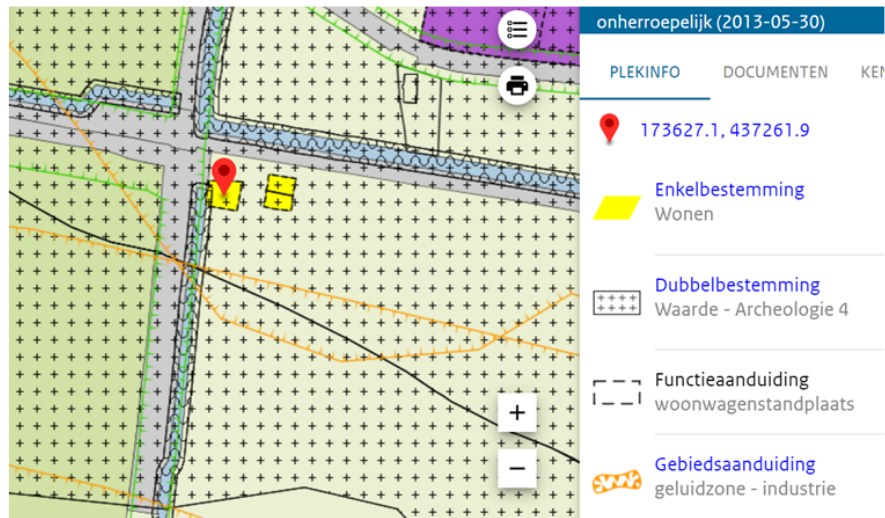 onherroepelijk (2013-05-30)
PLEKINFO DOCUMENTEN KEN
173627.1, 437261.9
Enkelbestemming
Wonen
Dubbelbestemming
Waarde - Archeologie 4
Functieaanduiding
woonwagenstandplaats
Gebiedsaanduiding
geluidzone - industrie